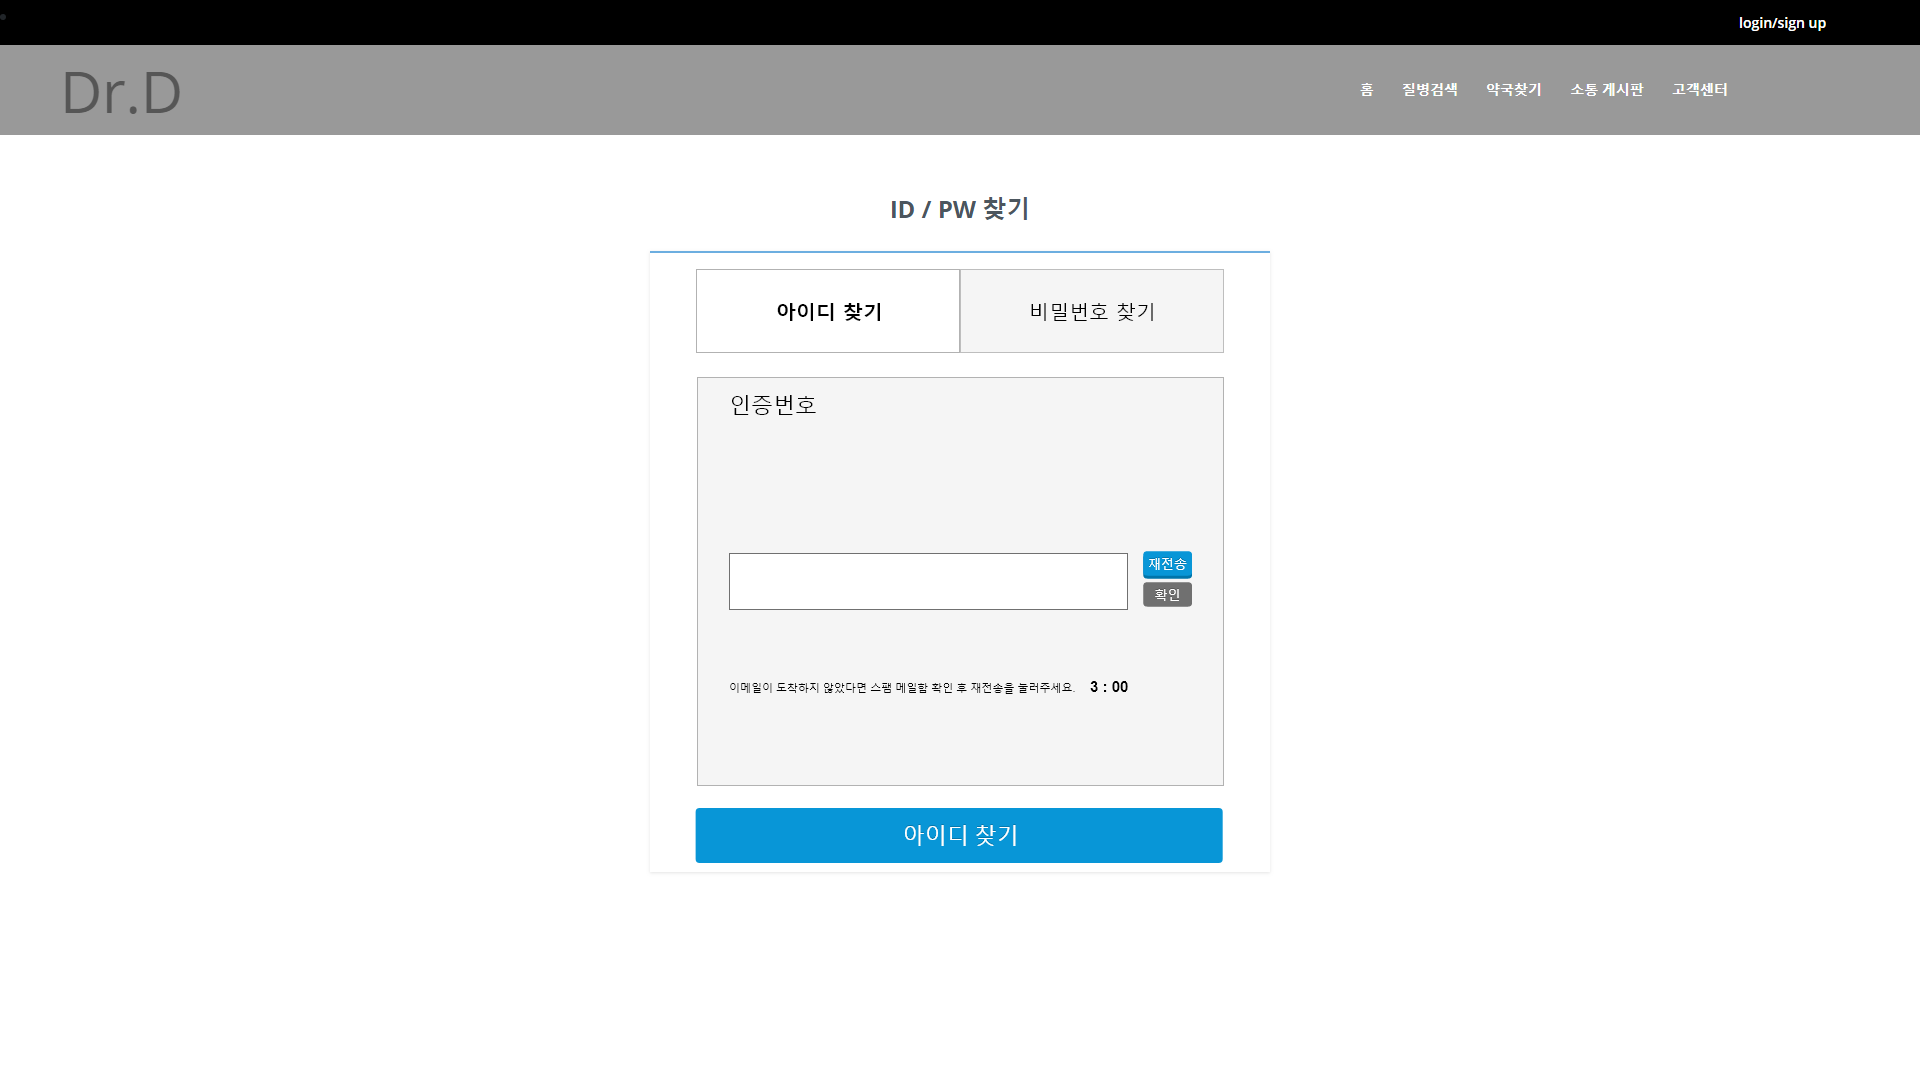 login/sign up
Dr.D
홈 질병검색 약국찾기 소통 게시판 고객센터
ID / PW 찾기
아이디 찾기 비밀번호 찾기
인증번호
재전송
확인
이메일이 도착하지 않았다면 스팸 메일함 확인 후 재전송을 눌러주세요. 3 : 00
아이디 찾기